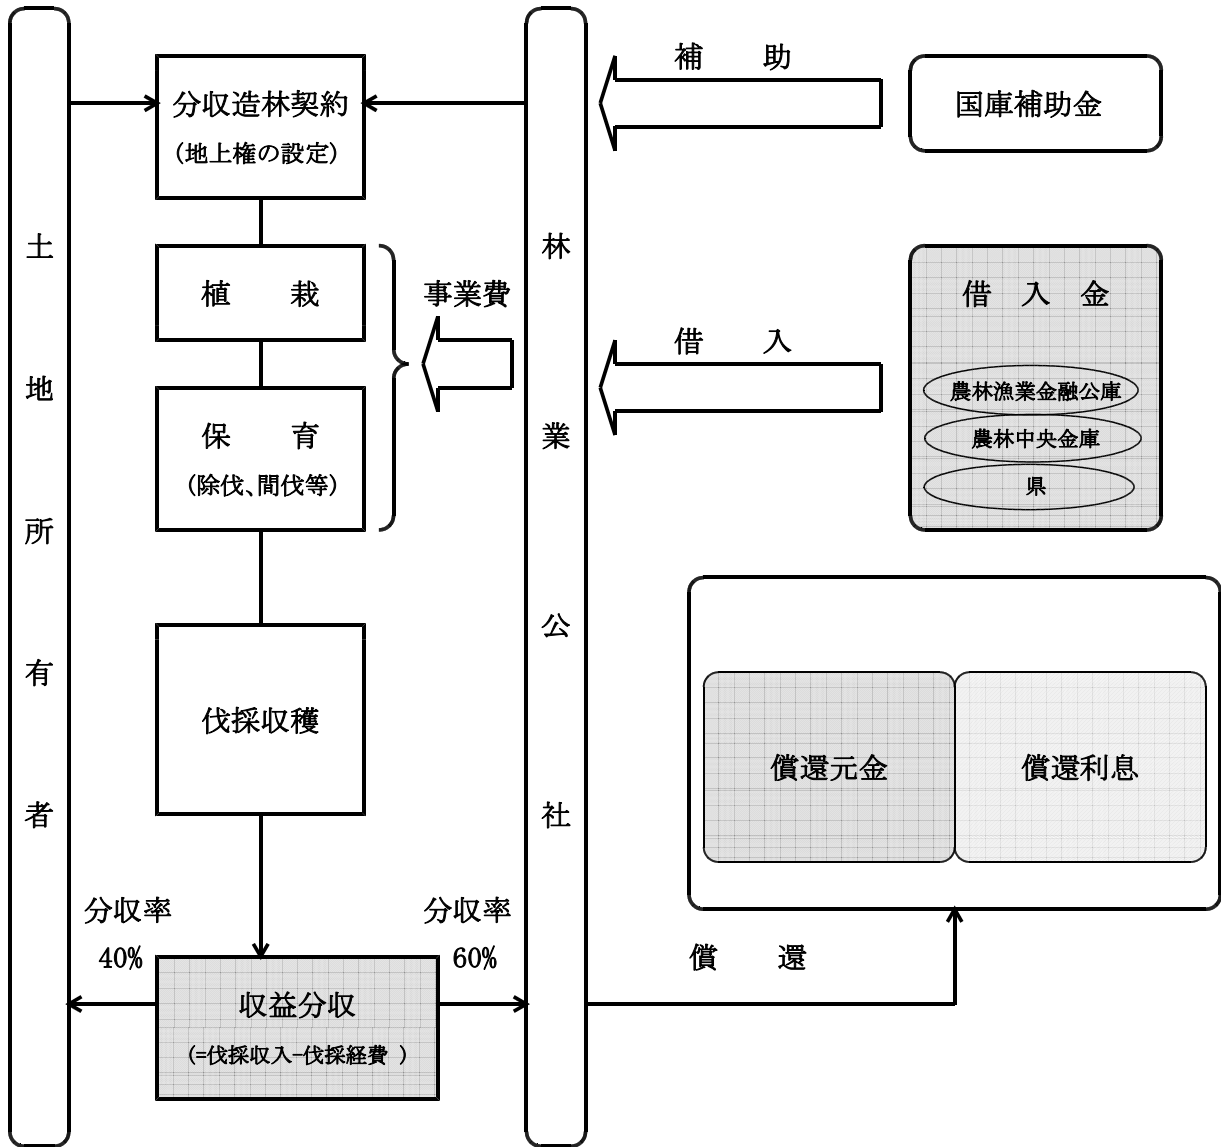 補　　助
分収造林契約
(地上権の設定)
国庫補助金
土地所有者
林業公社
植　　栽
事業費
借　入　金
借　　入
農林漁業金融公庫
農林中央金庫
県
保　　育
(除伐、間伐等)
伐採収穫
償還元金
償還利息
分収率
40%
分収率
60%
償　　還
収益分収
(=伐採収入-伐採経費 )